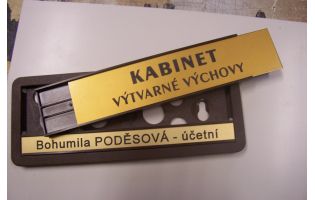 KABINET
VÝTVARNÉ VÝCHOVY
Bohumila PODĚSOVÁ - účetní